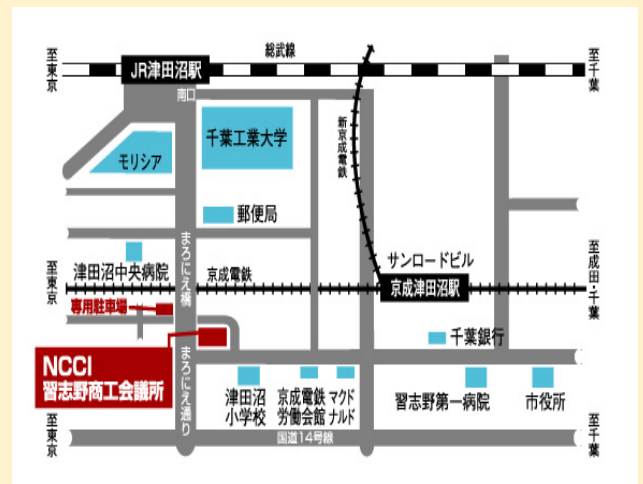 総武線
至東京
至千葉
JR津田沼駅
南口
新京成電鉄
千葉工業大学
モリシア
郵便局
まろにえ橋
津田沼中央病院
京成電鉄
サンロードビル
至東京
京成津田沼駅
至成田・千葉
専用駐車場
千葉銀行
NCCI
習志野商工会議所
まろにえ通り
津田沼
小学校
京成電鉄
労働会館
マクド
ナルド
習志野第一病院
市役所
至東京
国道14号線
至千葉